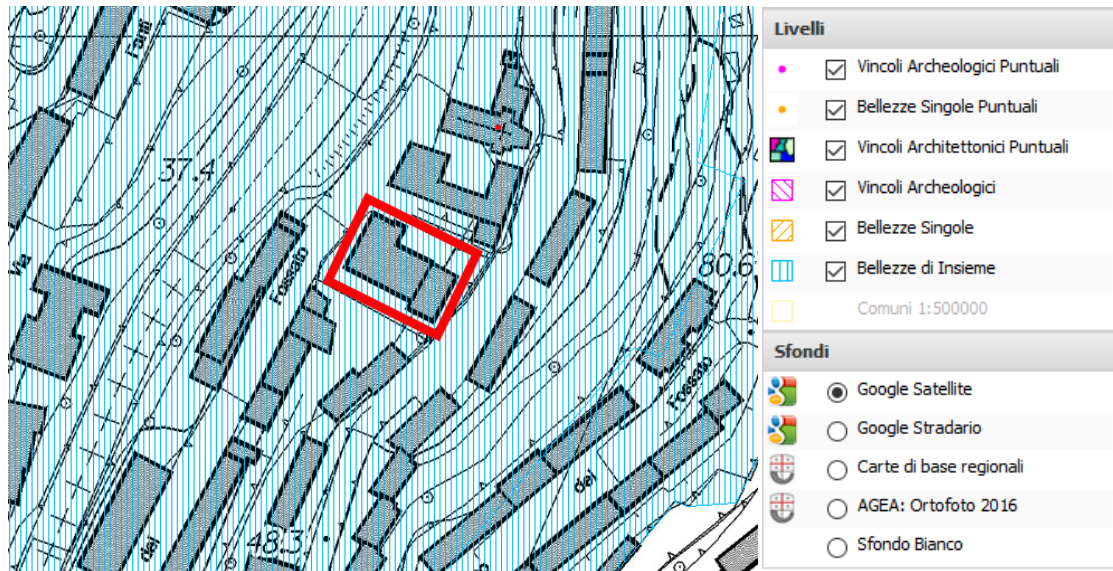 Fanti
37.4
Via
Fossato
80.6
Fossato
dei
dei
48.3
Livelli
Vincoli Archeologici Puntuali
Bellezze Singole Puntuali
Vincoli Architettonici Puntuali
Vincoli Archeologici
Bellezze Singole
Bellezze di Insieme
Comuni 1:500000
Sfondi
Google Satellite
Google Stradario
Carte di base regionali
AGEA: Ortofoto 2016
Sfondo Bianco